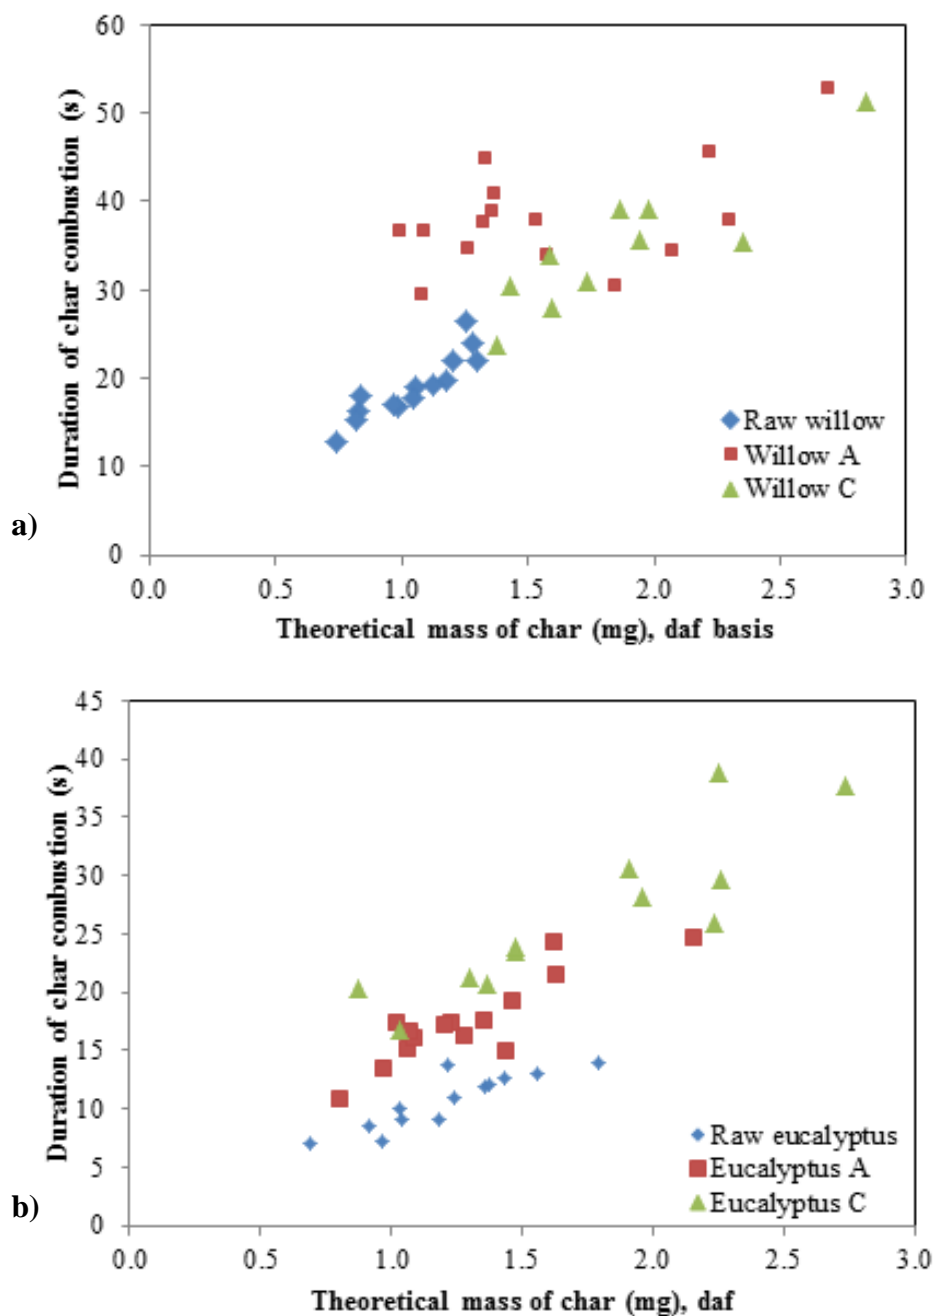 60
50
40
30
20
10
0
Duration of char combustion (s)
Raw willow
Willow A
Willow C
a)
0.0 0.5 1.0 1.5 2.0 2.5 3.0
Theoretical mass of char (mg), daf basis
45
40
35
30
25
20
15
10
5
0
Duration of char combustion (s)
Raw eucalyptus
Eucalyptus A
Eucalyptus C
b)
0.0 0.5 1.0 1.5 2.0 2.5 3.0
Theoretical mass of char (mg), daf